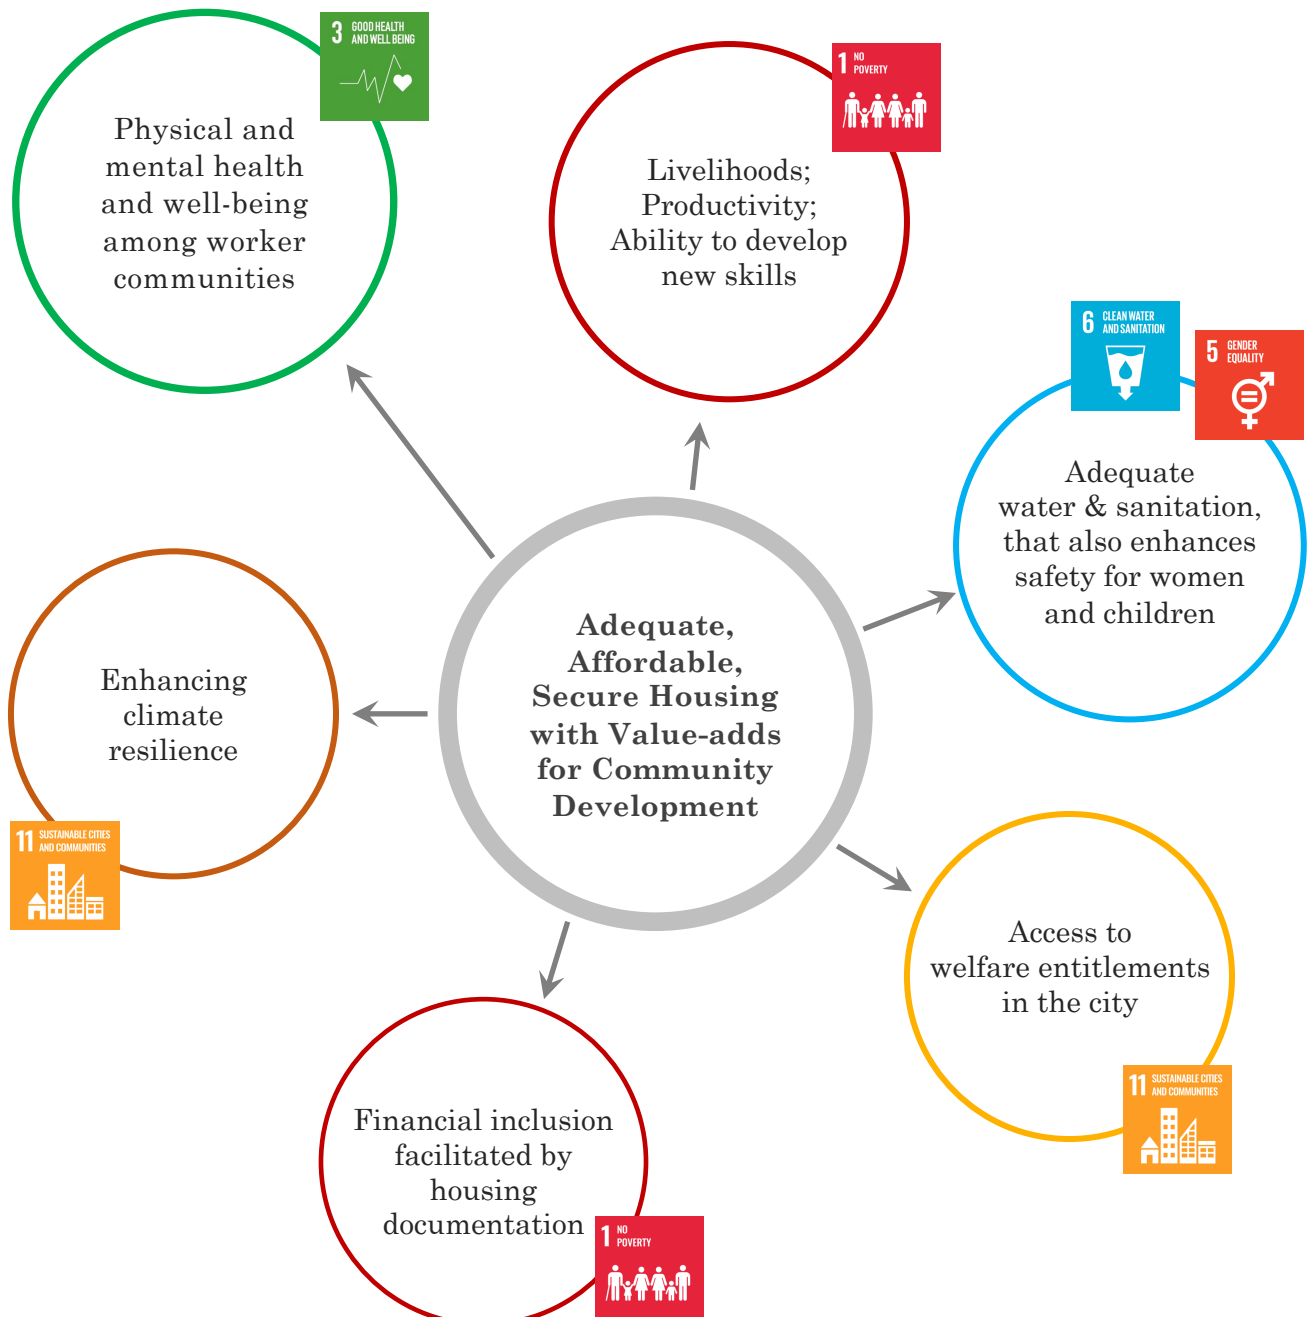 3 GOOD HEALTH
AND WELL BEING
Physical and
mental health
and well-being
among worker
communities
1 NO
POVERTY
Livelihoods;
Productivity;
Ability to develop
new skills
6 CLEAN WATER
AND SANITATION
5 GENDER
EQUALITY
Adequate
water & sanitation,
that also enhances
safety for women
and children
Adequate,
Affordable,
Secure Housing
with Value-adds
for Community
Development
Enhancing
climate
resilience
11 SUSTAINABLE CITIES
AND COMMUNITIES
Access to
welfare entitlements
in the city
11 SUSTAINABLE CITIES
AND COMMUNITIES
Financial inclusion
facilitated by
housing
documentation
1 NO
POVERTY